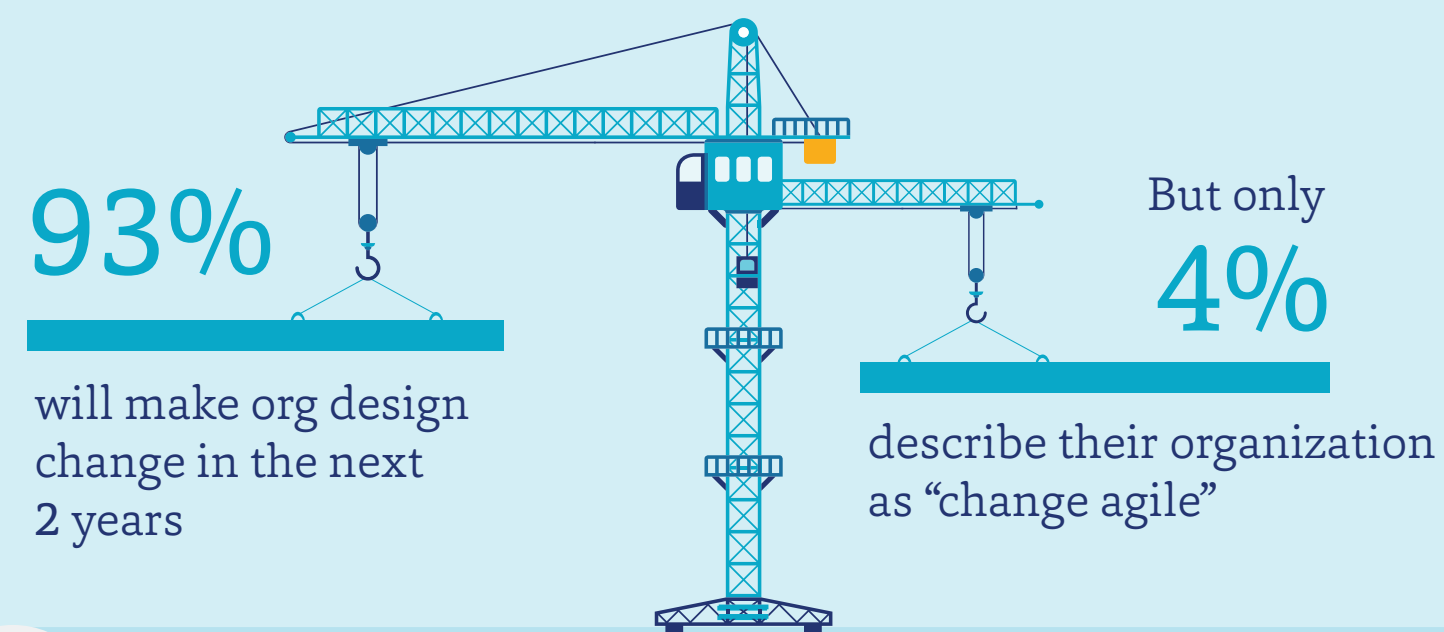 93%
will make org design
change in the next
2 years
But only
4%
describe their organization
as “change agile”